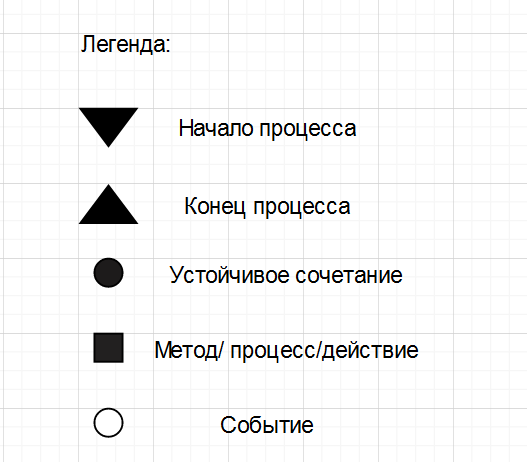 Легенда:
Начало процесса
Конец процесса
Устойчивое сочетание
Метод/ процесс/действие
Событие